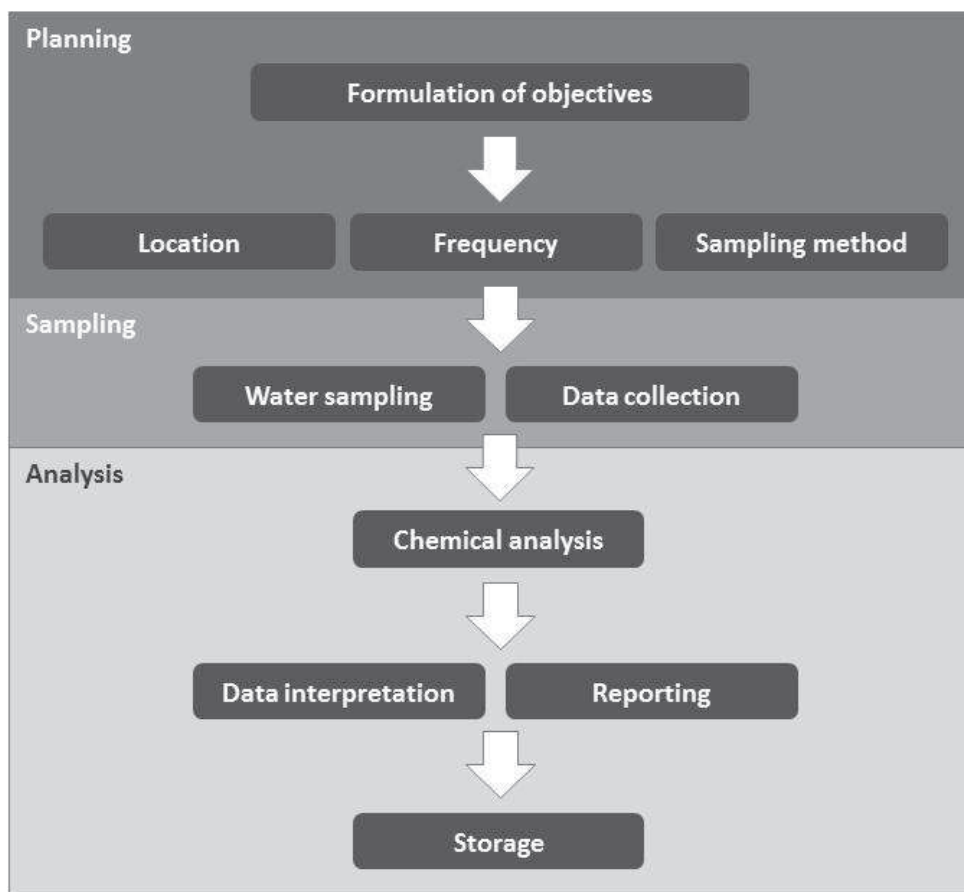 Planning
Formulation of objectives
Location
Frequency
Sampling method
Sampling
Water sampling
Data collection
Analysis
Chemical analysis
Data interpretation
Reporting
Storage